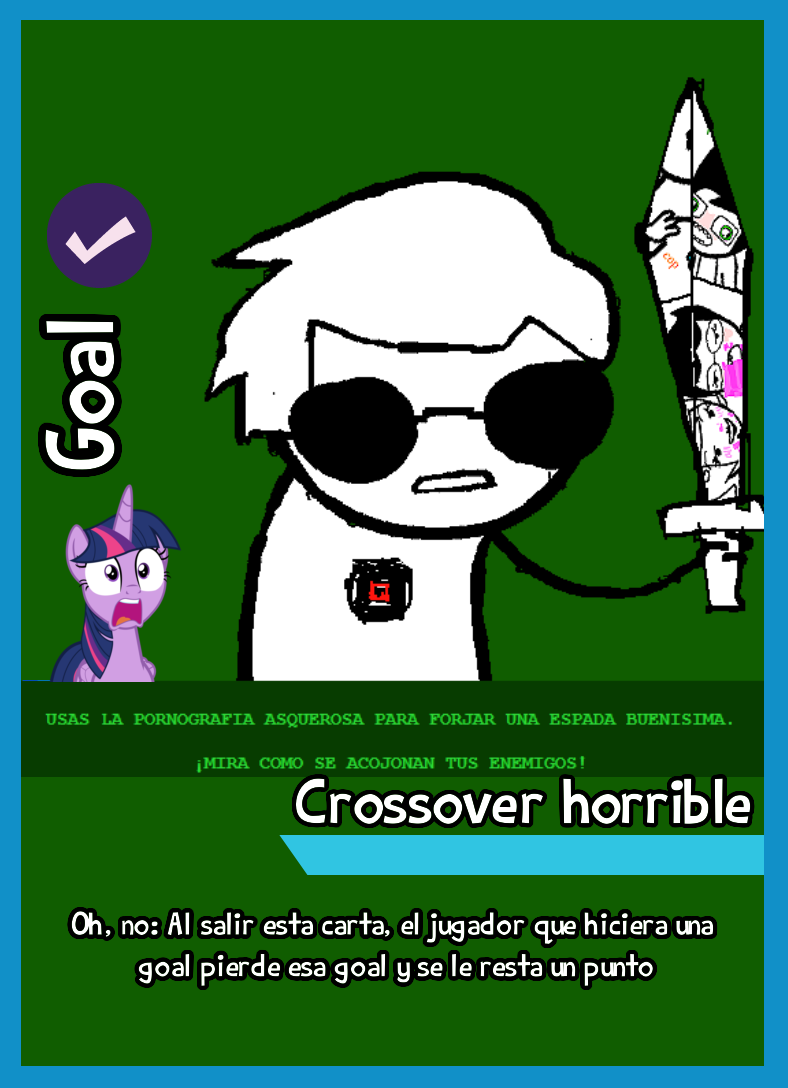 Goal
cop
USAS LA PORNOGRAFIA ASQUEROSA PARA FORJAR UNA ESPADA BUENISIMA.
¡MIRA COMO SE ACOJONAN TUS ENEMIGOS!
Crossover horrible
Oh, no: Al salir esta carta, el jugador que hiciera una
goal pierde esa goal y se le resta un punto